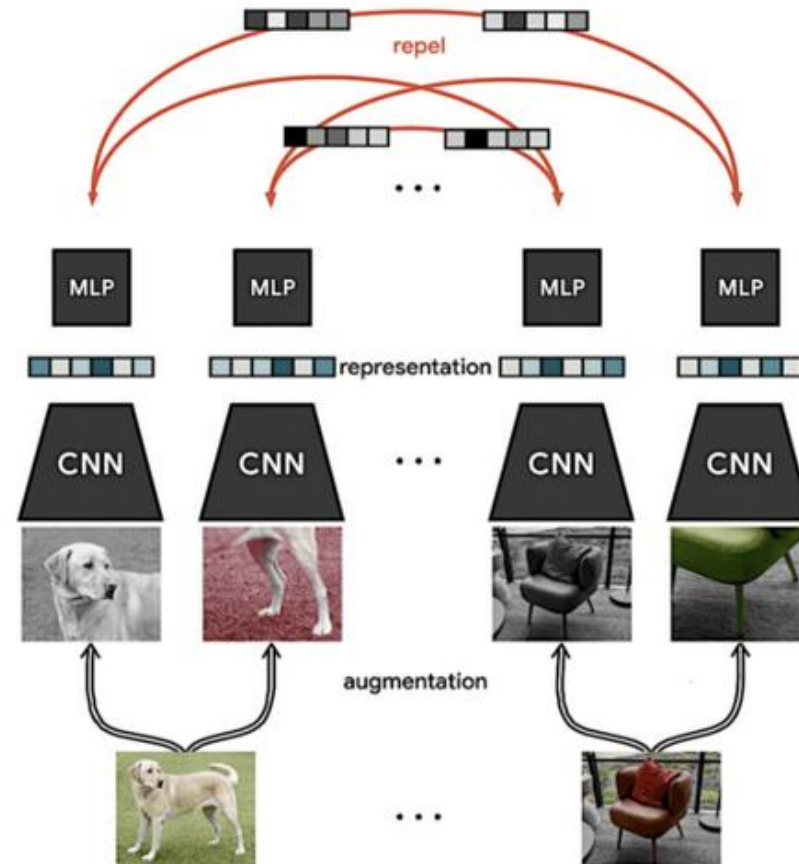 repel
...
MLP MLP MLP MLP
representation
CNN CNN ... CNN CNN
augmentation
...